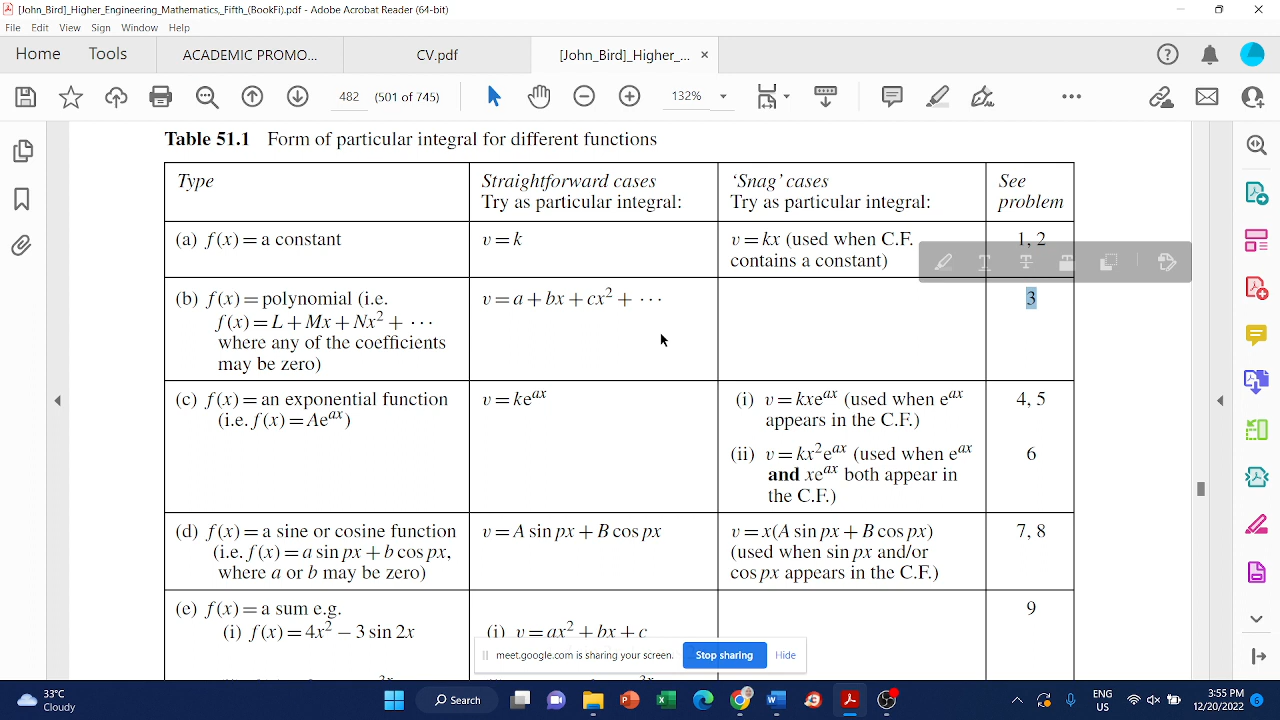 [John_Bird]_Higher_Engineering_Mathematics,_Fifth_(BookFi).pdf - Adobe Acrobat Reader (64-bit)
File Edit View Sign Window Help
Home Tools ACADEMIC PROMO... CV.pdf [John_Bird]_Higher_... ×
482 (501 of 745) 132%
Table 51.1 Form of particular integral for different functions
Type
Straightforward cases
Try as particular integral:
‘Snag’ cases
Try as particular integral:
See
problem
(a) f(x)=a constant
v=k
v=kx (used when C.F.
contains a constant)
1, 2
(b) f(x)=polynomial (i.e.
f(x)=L+Mx+Nx²+ ···
where any of the coefficients
may be zero)
v=a+bx+cx²+ ···
3
(c) f(x)=an exponential function
(i.e. f(x)=Ae^{ax})
v=ke^{ax}
(i) v=kxe^{ax} (used when e^{ax}
appears in the C.F.)
4, 5
(ii) v=kx²e^{ax} (used when e^{ax}
and xe^{ax} both appear in
the C.F.)
6
(d) f(x)=a sine or cosine function
(i.e. f(x)=a sin px+b cos px,
where a or b may be zero)
v=A sin px+B cos px
v=x(A sin px+B cos px)
(used when sin px and/or
cos px appears in the C.F.)
7, 8
(e) f(x)=a sum e.g.
(i) f(x)=4x² − 3 sin 2x
(i) v=ax²+bx+c
9
meet.google.com is sharing your screen. Stop sharing Hide
33°C
Cloudy
Search
ENG
US
3:55 PM
12/20/2022